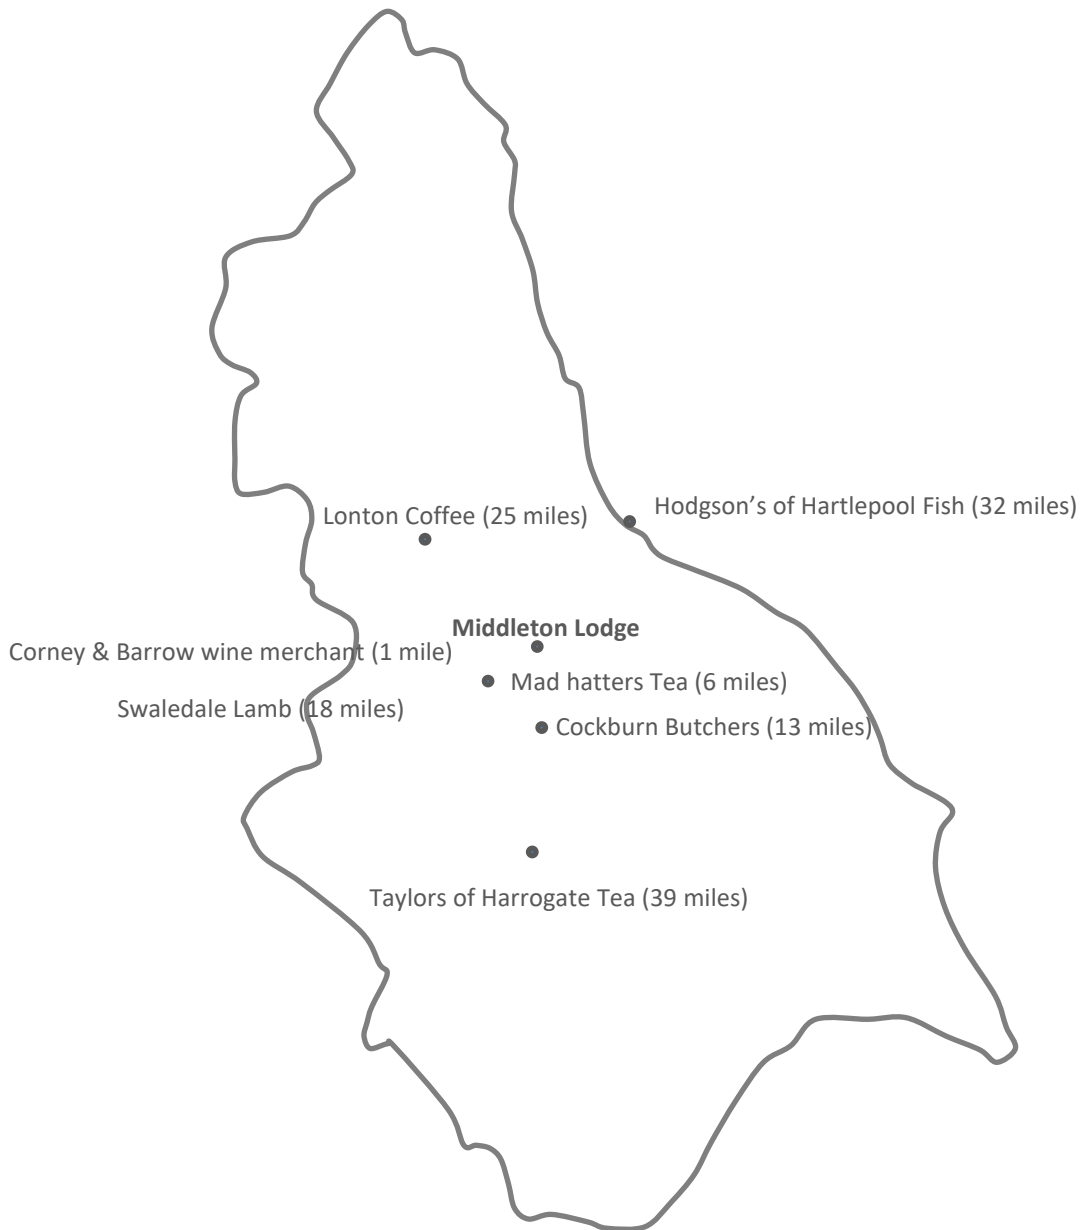 Hodgson’s of Hartlepool Fish (32 miles)
Lonton Coffee (25 miles)
Middleton Lodge
Corney & Barrow wine merchant (1 mile)
Mad hatters Tea (6 miles)
Swaledale Lamb (18 miles)
Cockburn Butchers (13 miles)
Taylors of Harrogate Tea (39 miles)